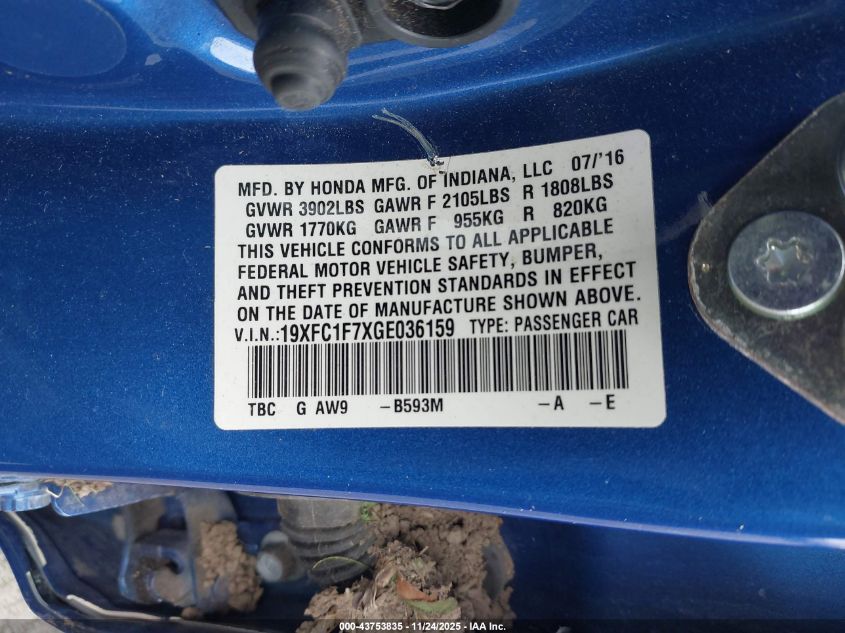 MFD. BY HONDA MFG. OF INDIANA, LLC 07/'16
GVWR 3902LBS GAWR F 2105LBS R 1808LBS
GVWR 1770KG GAWR F 955KG R 820KG
THIS VEHICLE CONFORMS TO ALL APPLICABLE
FEDERAL MOTOR VEHICLE SAFETY, BUMPER,
AND THEFT PREVENTION STANDARDS IN EFFECT
ON THE DATE OF MANUFACTURE SHOWN ABOVE.
V.I.N.:19XFC1F7XGE036159 TYPE: PASSENGER CAR
TBC G AW9 -B593M -A -E
000-43753835 - 11/24/2025 - IAA Inc.